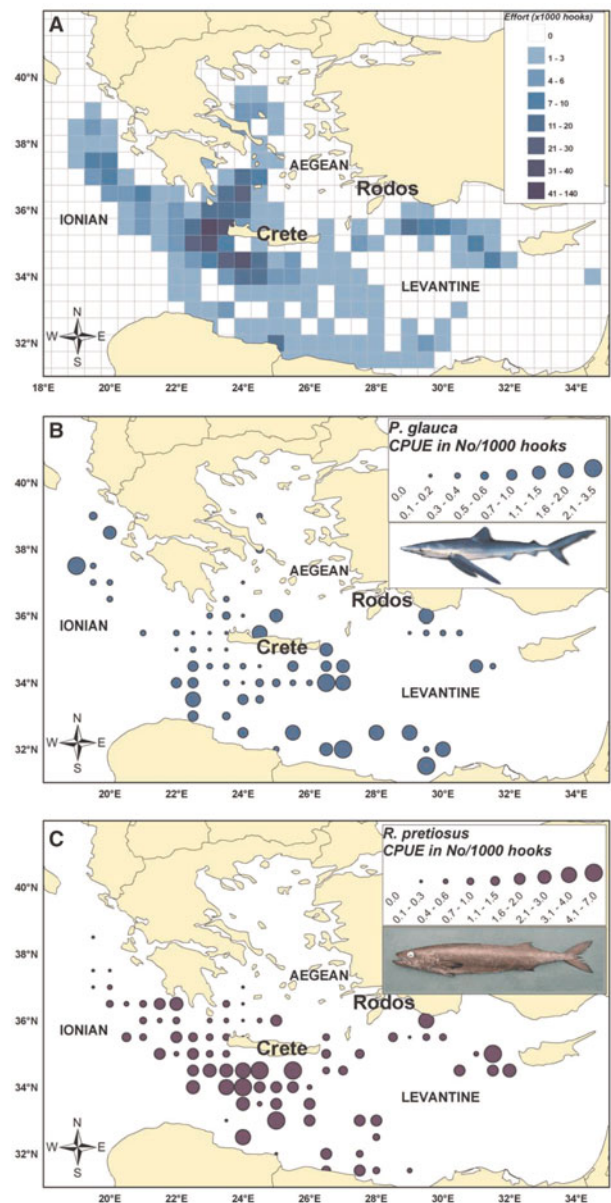 A
Effort (x1000 hooks)
0
1 - 3
4 - 6
7 - 10
11 - 20
21 - 30
31 - 40
41 - 140
40°N
38°N
36°N
34°N
32°N
AEGEAN
Rodos
IONIAN
Crete
LEVANTINE
N
W E
S
18°E 20°E 22°E 24°E 26°E 28°E 30°E 32°E 34°E
B
P. glauca
CPUE in No/1000 hooks
0.0
0.1 - 0.2
0.3 - 0.4
0.5 - 0.6
0.7 - 1.0
1.1 - 1.5
1.6 - 2.0
2.1 - 3.5
40°N
38°N
36°N
34°N
32°N
AEGEAN
Rodos
IONIAN
Crete
LEVANTINE
N
W E
S
20°E 22°E 24°E 26°E 28°E 30°E 32°E 34°E
C
R. pretiosus
CPUE in No/1000 hooks
0.0
0.1 - 0.3
0.4 - 0.6
0.7 - 1.0
1.1 - 1.5
1.6 - 2.0
2.1 - 3.0
3.1 - 4.0
4.1 - 7.0
40°N
38°N
36°N
34°N
32°N
AEGEAN
Rodos
IONIAN
Crete
LEVANTINE
N
W E
S
20°E 22°E 24°E 26°E 28°E 30°E 32°E 34°E